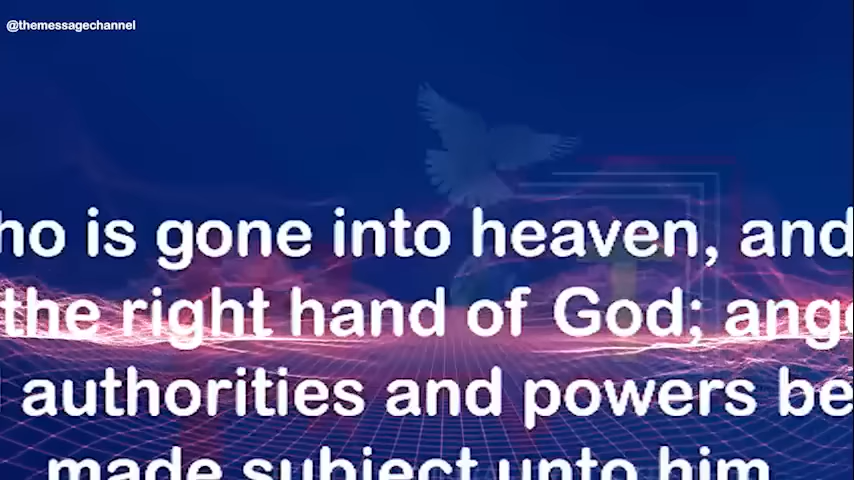 @themessagechannel
ho is gone into heaven, and
the right hand of God; ang
authorities and powers be
made subject unto him